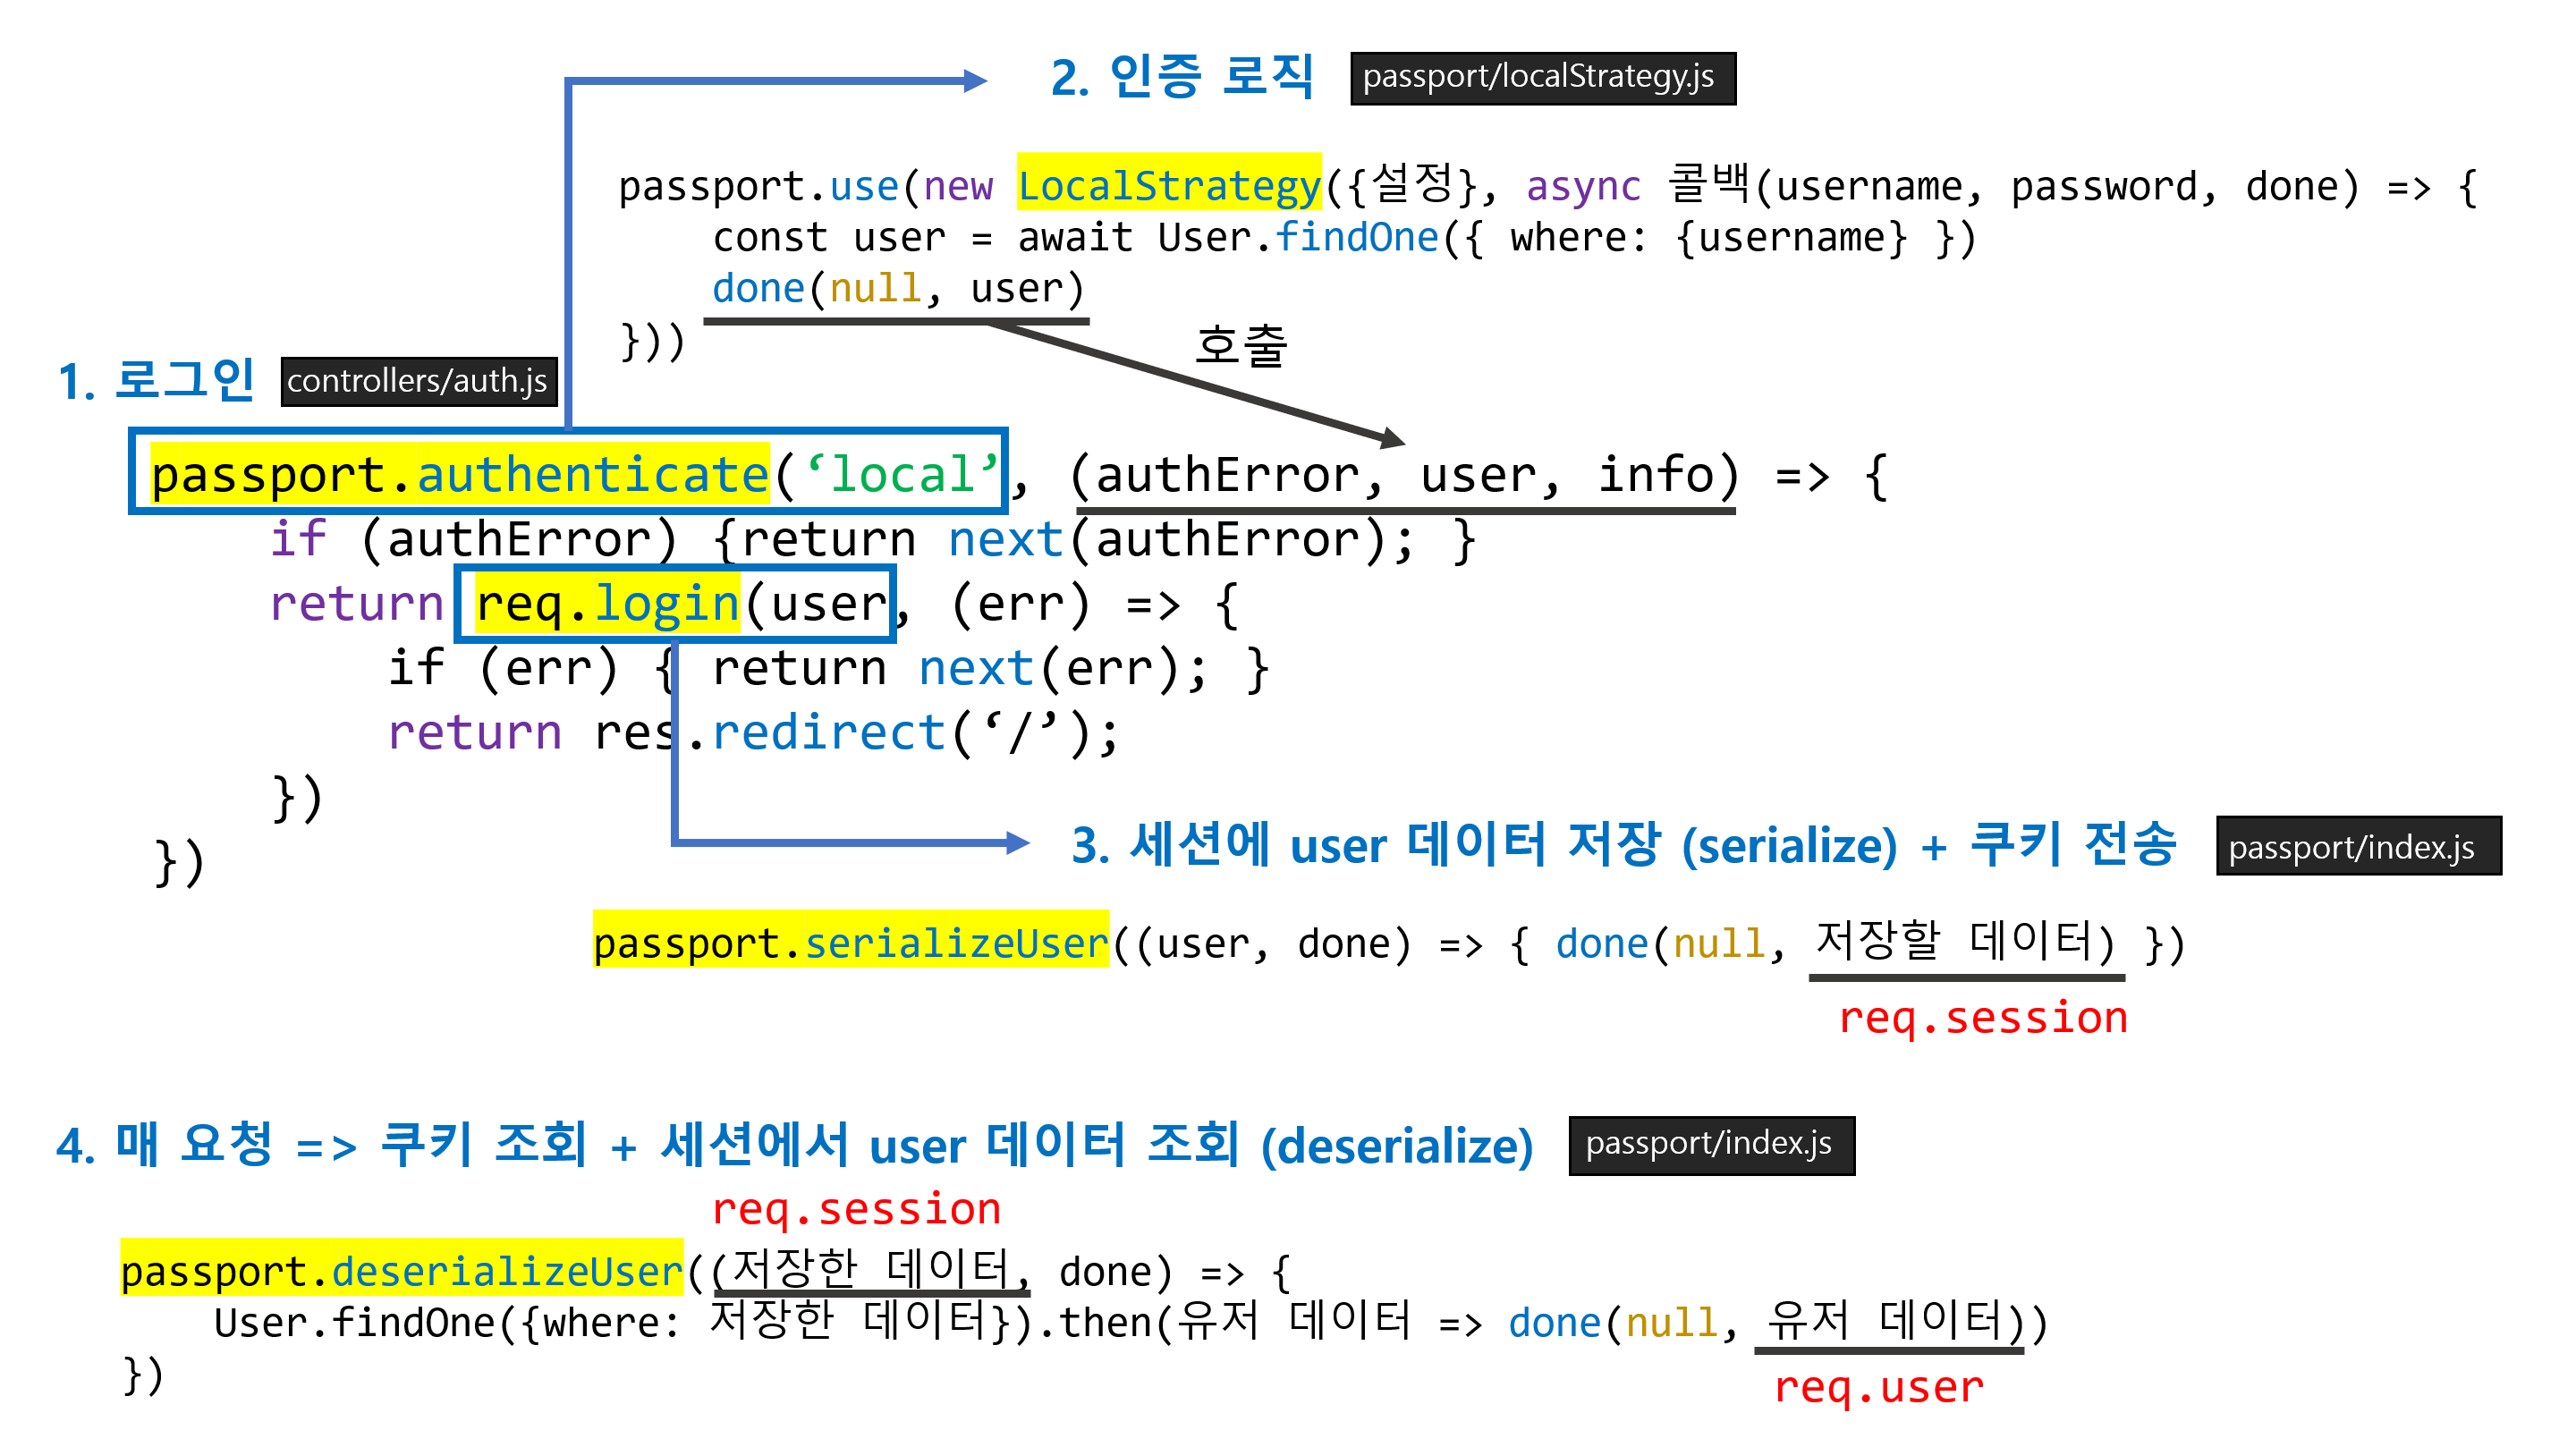 2. 인증 로직 passport/localStrategy.js
passport.use(new LocalStrategy({설정}, async 콜백(username, password, done) => {
const user = await User.findOne({ where: {username} })
done(null, user)
}))
호출
1. 로그인 controllers/auth.js
passport.authenticate(‘local’, (authError, user, info) => {
if (authError) {return next(authError); }
return req.login(user, (err) => {
if (err) { return next(err); }
return res.redirect(‘/’);
})
})
3. 세션에 user 데이터 저장 (serialize) + 쿠키 전송 passport/index.js
passport.serializeUser((user, done) => { done(null, 저장할 데이터) })
req.session
4. 매 요청 => 쿠키 조회 + 세션에서 user 데이터 조회 (deserialize) passport/index.js
req.session
passport.deserializeUser((저장한 데이터, done) => {
User.findOne({where: 저장한 데이터}).then(유저 데이터 => done(null, 유저 데이터))
})
req.user